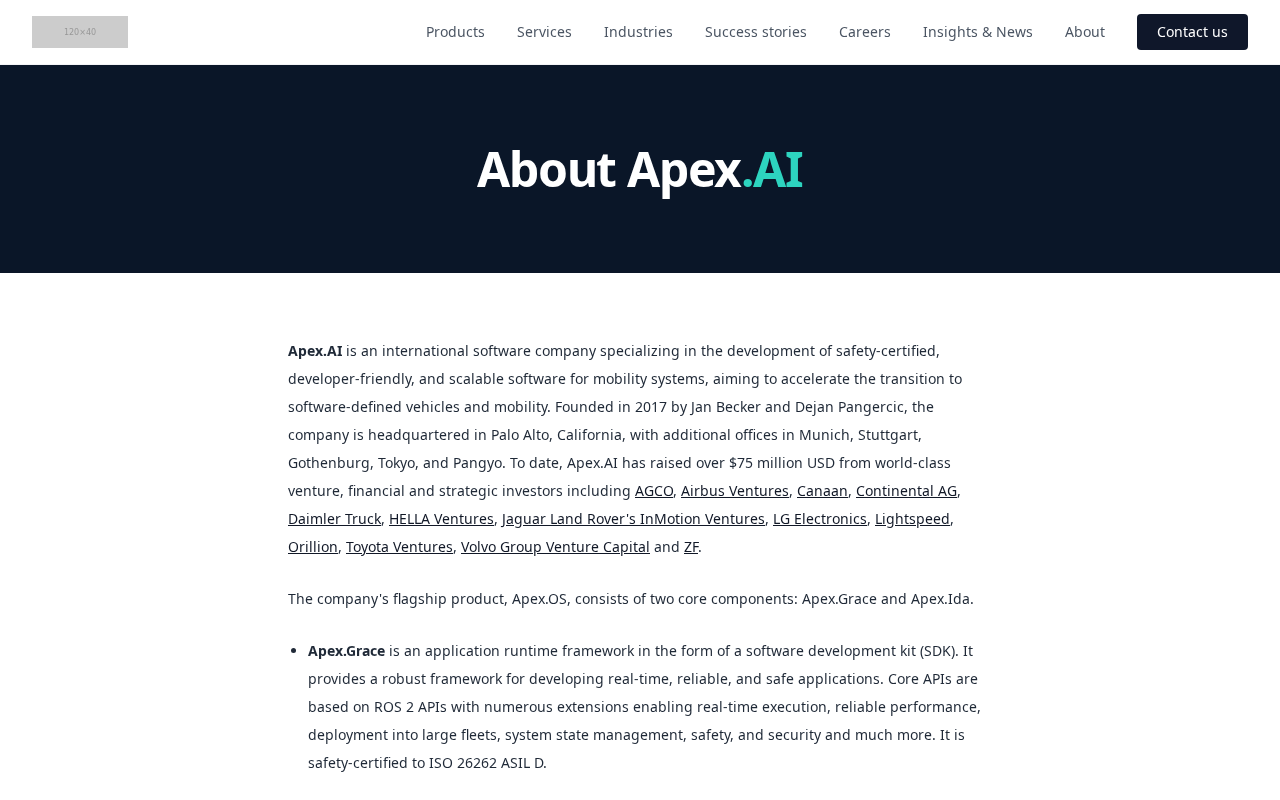 120×40
Products Services Industries Success stories Careers Insights & News About Contact us
About Apex.AI
Apex.AI is an international software company specializing in the development of safety-certified,
developer-friendly, and scalable software for mobility systems, aiming to accelerate the transition to
software-defined vehicles and mobility. Founded in 2017 by Jan Becker and Dejan Pangercic, the
company is headquartered in Palo Alto, California, with additional offices in Munich, Stuttgart,
Gothenburg, Tokyo, and Pangyo. To date, Apex.AI has raised over $75 million USD from world-class
venture, financial and strategic investors including AGCO, Airbus Ventures, Canaan, Continental AG,
Daimler Truck, HELLA Ventures, Jaguar Land Rover's InMotion Ventures, LG Electronics, Lightspeed,
Orillion, Toyota Ventures, Volvo Group Venture Capital and ZF.
The company's flagship product, Apex.OS, consists of two core components: Apex.Grace and Apex.Ida.
• Apex.Grace is an application runtime framework in the form of a software development kit (SDK). It
provides a robust framework for developing real-time, reliable, and safe applications. Core APIs are
based on ROS 2 APIs with numerous extensions enabling real-time execution, reliable performance,
deployment into large fleets, system state management, safety, and security and much more. It is
safety-certified to ISO 26262 ASIL D.